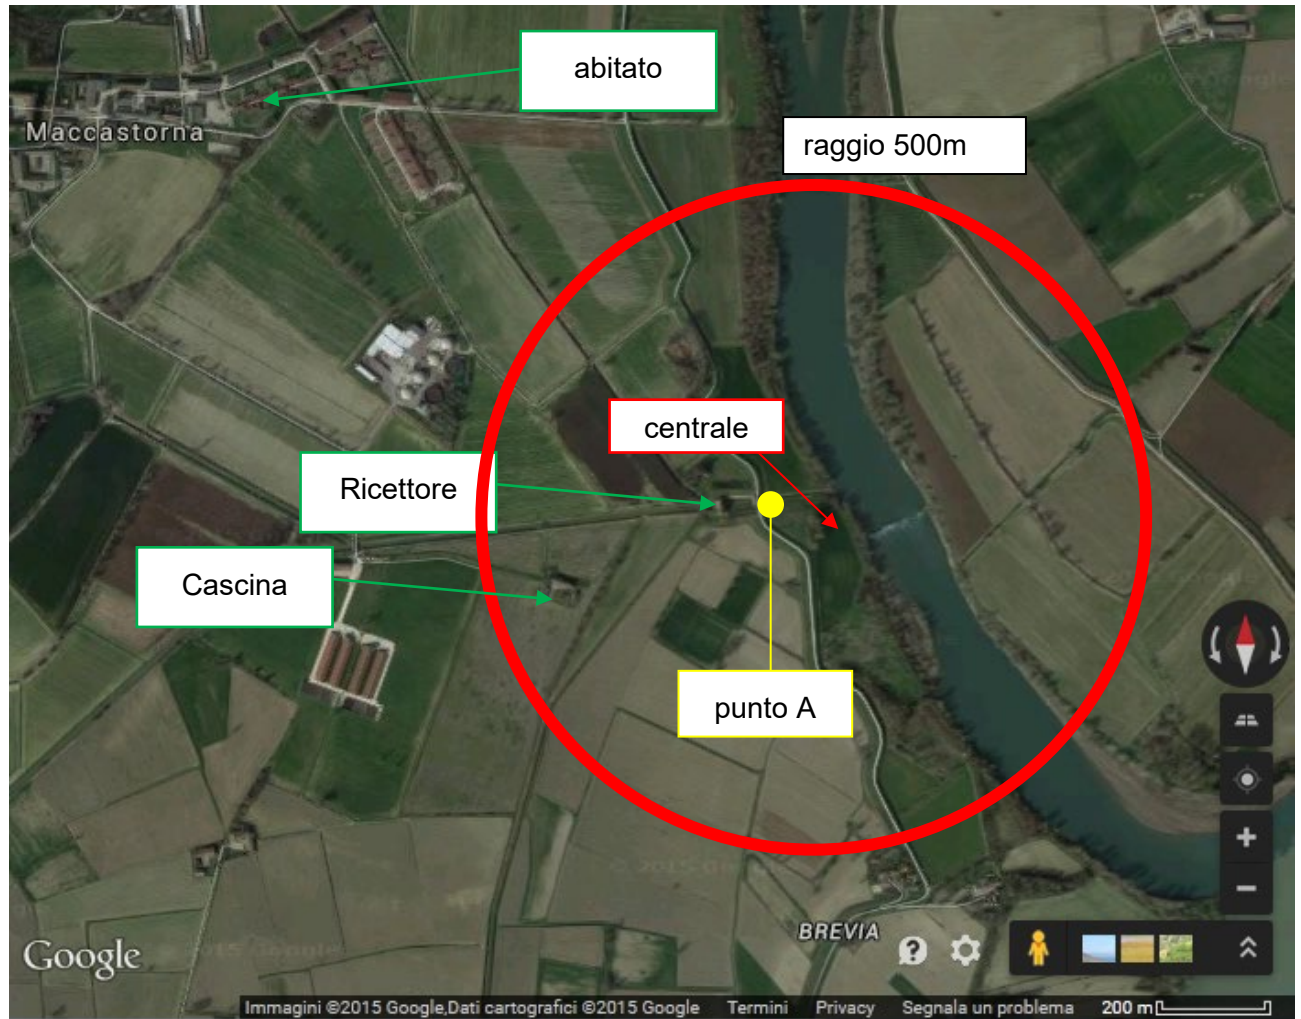 abitato
Maccastorna
raggio 500m
centrale
Ricettore
Cascina
punto A
BREVIA
Google
Immagini ©2015 Google,Dati cartografici ©2015 Google Termini Privacy Segnala un problema 200 m